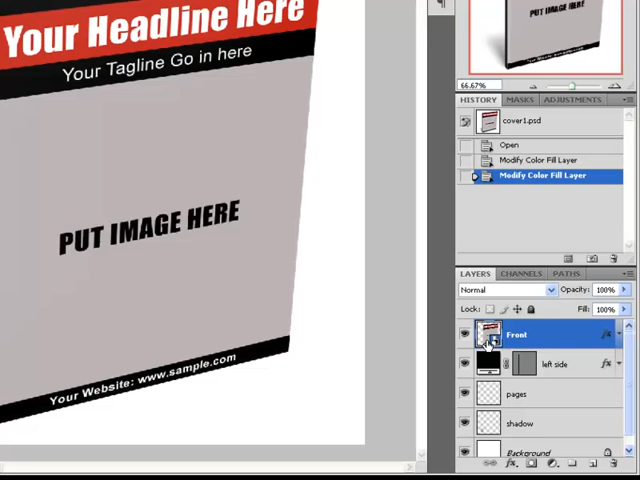 Your Headline Here
Your Tagline Go in here
PUT IMAGE HERE
Your Website: www.sample.com
PUT IMAGE HERE
66.67%
HISTORY
MASKS
ADJUSTMENTS
cover1.psd
Open
Modify Color Fill Layer
Modify Color Fill Layer
LAYERS
CHANNELS
PATHS
Normal
Opacity: 100%
Lock:
Fill: 100%
Front
fx
left side
fx
pages
shadow
Background